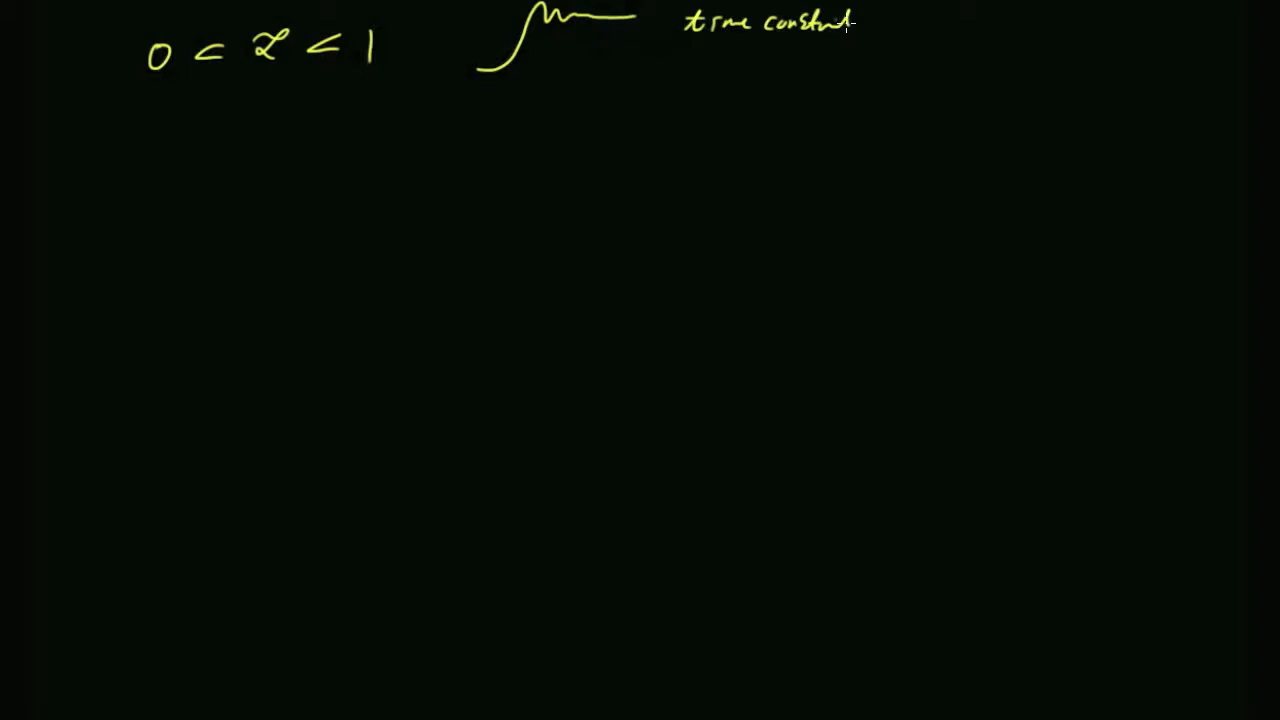 0 < ζ < 1
time constant